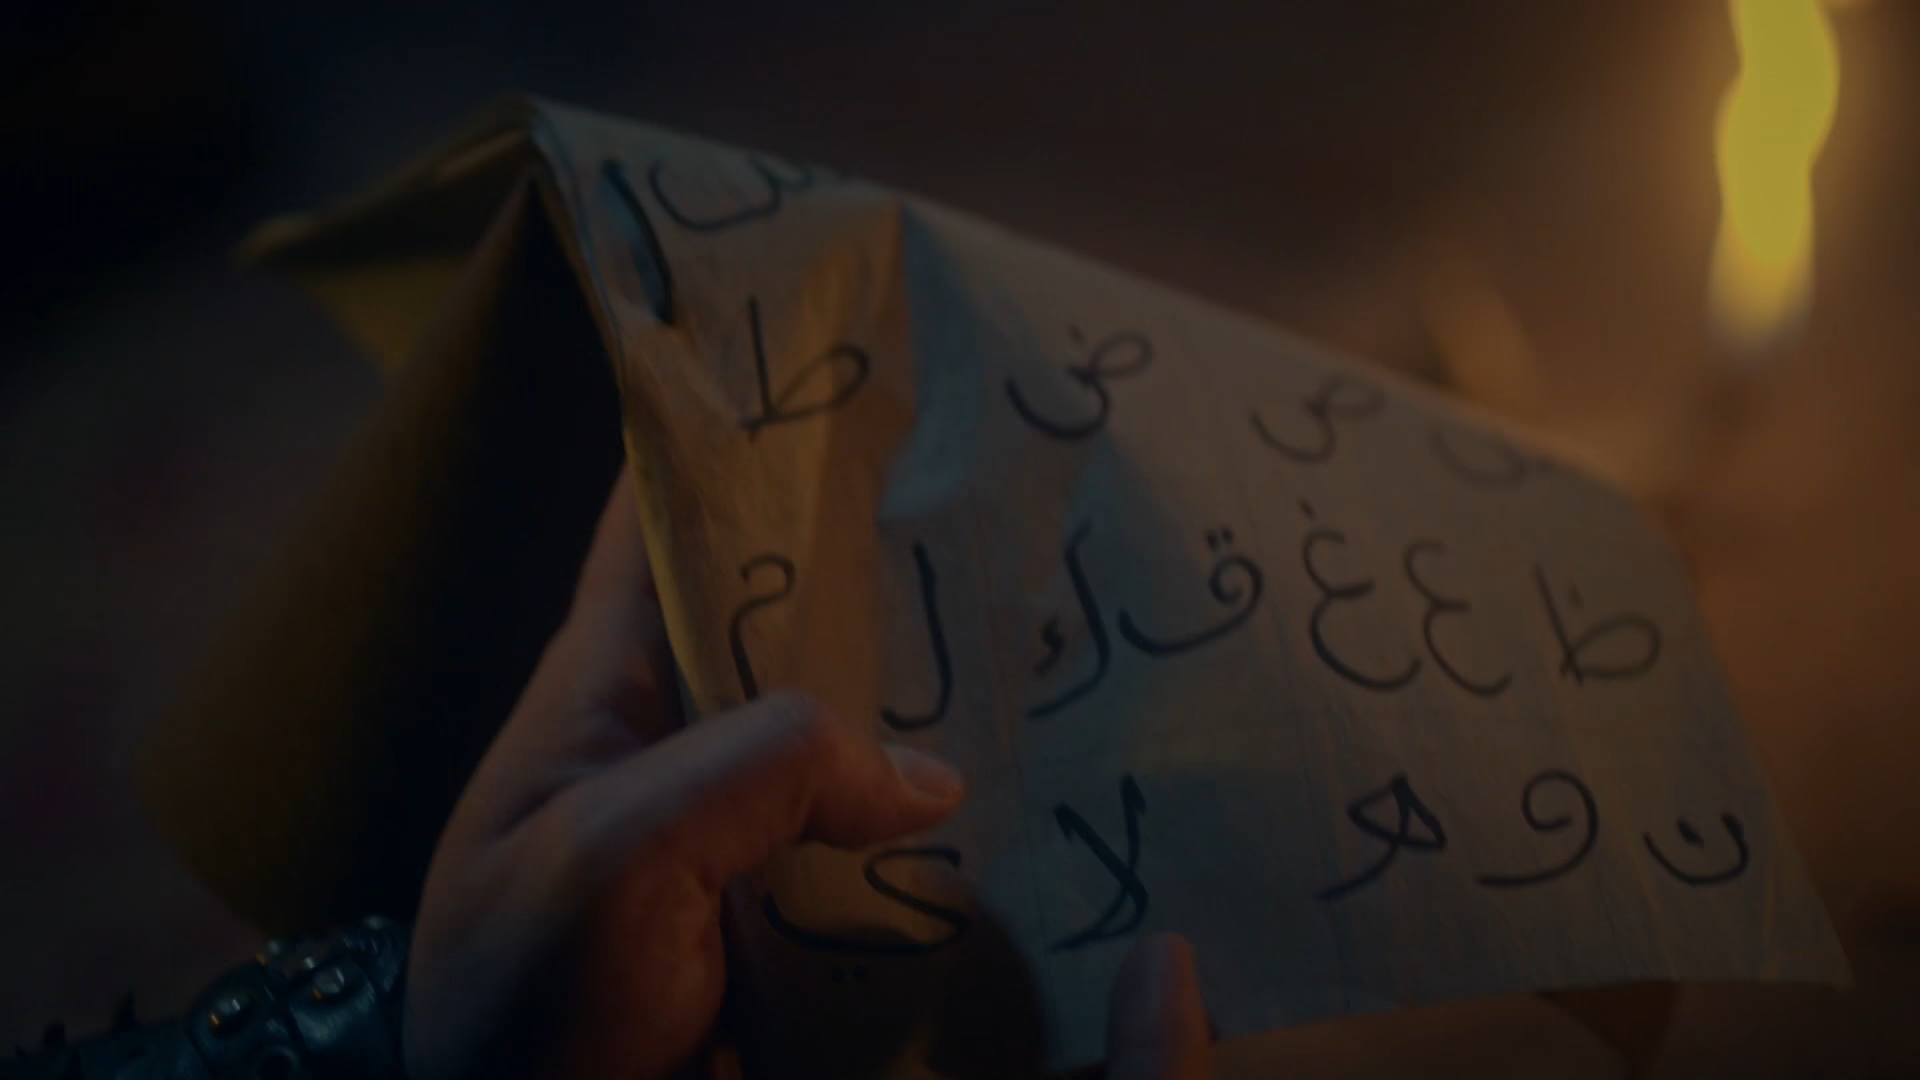 ص ض ط
ظ ع غ ق ك ل م
ن و ه لا ي